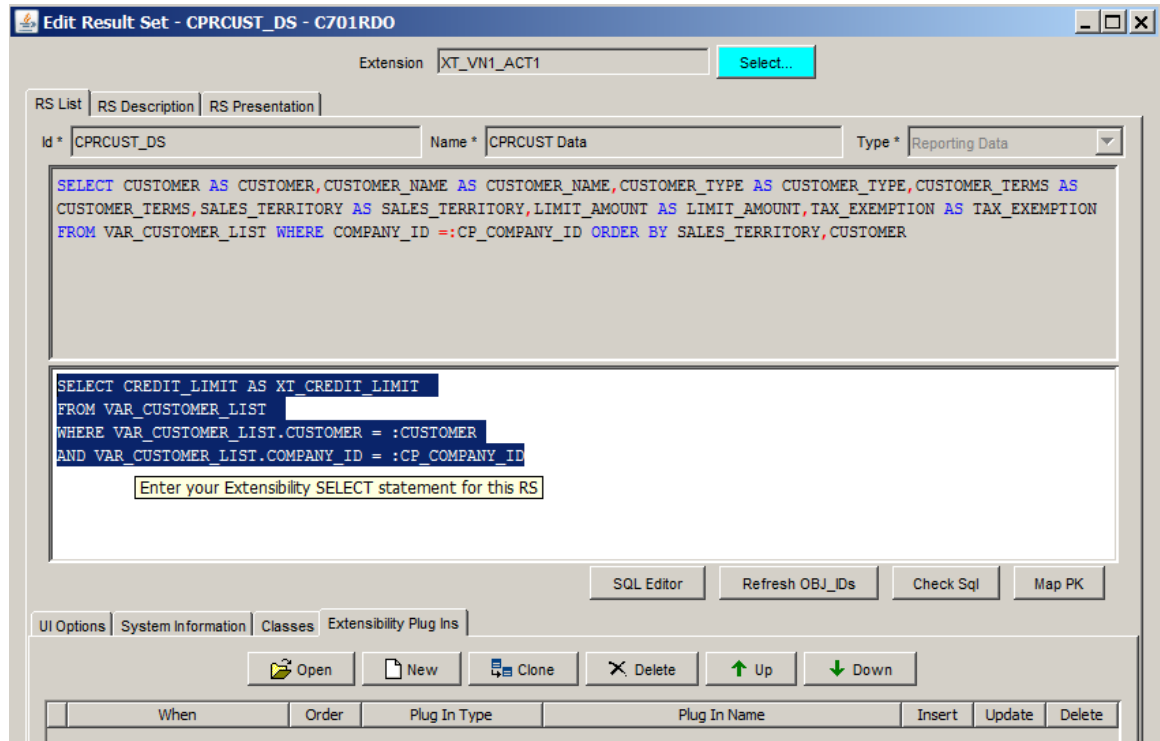 Edit Result Set - CPRCUST_DS - C701RDO
Extension XT_VN1_ACT1 Select...
RS List RS Description RS Presentation
Id * CPRCUST_DS Name * CPRCUST Data Type * Reporting Data
SELECT CUSTOMER AS CUSTOMER,CUSTOMER_NAME AS CUSTOMER_NAME,CUSTOMER_TYPE AS CUSTOMER_TYPE,CUSTOMER_TERMS AS
CUSTOMER_TERMS,SALES_TERRITORY AS SALES_TERRITORY,LIMIT_AMOUNT AS LIMIT_AMOUNT,TAX_EXEMPTION AS TAX_EXEMPTION
FROM VAR_CUSTOMER_LIST WHERE COMPANY_ID =:CP_COMPANY_ID ORDER BY SALES_TERRITORY,CUSTOMER
SELECT CREDIT_LIMIT AS XT_CREDIT_LIMIT
FROM VAR_CUSTOMER_LIST
WHERE VAR_CUSTOMER_LIST.CUSTOMER = :CUSTOMER
AND VAR_CUSTOMER_LIST.COMPANY_ID = :CP_COMPANY_ID
Enter your Extensibility SELECT statement for this RS
SQL Editor Refresh OBJ_IDs Check Sql Map PK
UI Options System Information Classes Extensibility Plug Ins
Open New Clone Delete Up Down
When Order Plug In Type Plug In Name Insert Update Delete